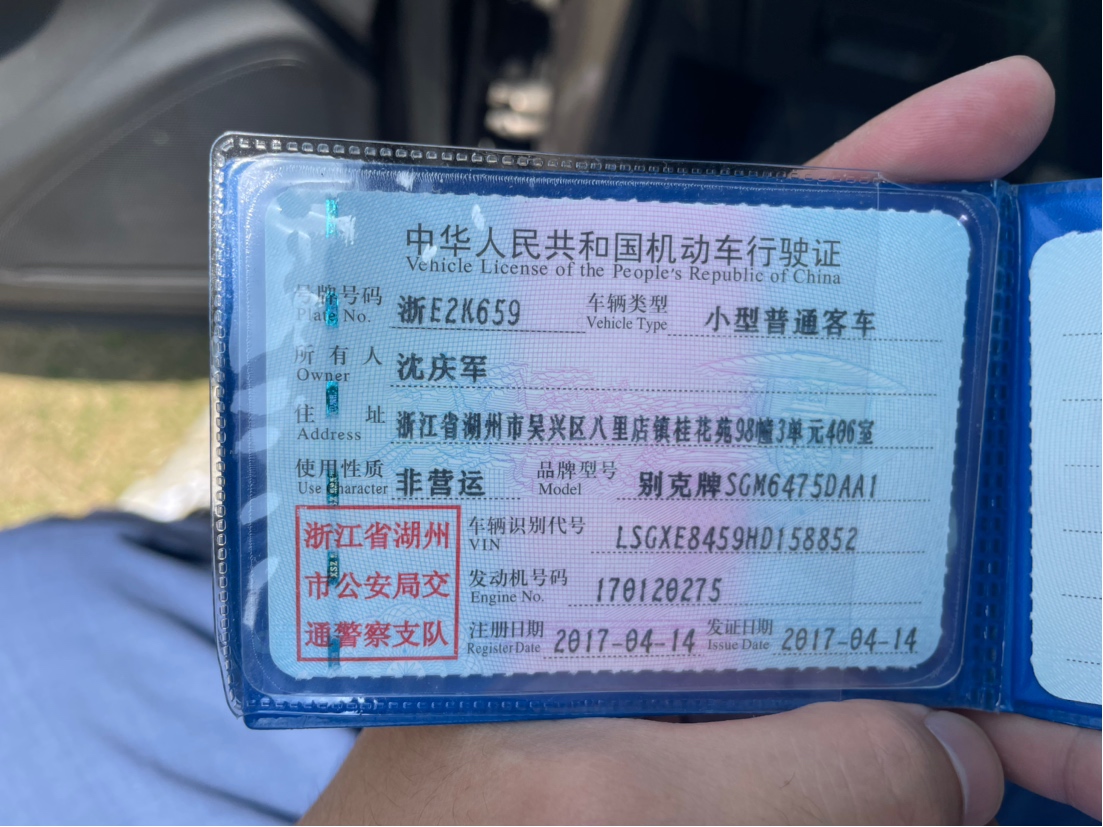 中华人民共和国机动车行驶证
Vehicle License of the People's Republic of China
号牌号码 浙E2K659 车辆类型 小型普通客车
Plate No. Vehicle Type
所有人 沈庆军
Owner
住址 浙江省湖州市吴兴区八里店镇桂花苑98幢3单元406室
Address
使用性质 非营运 品牌型号 别克牌SGM6475DAA1
Use Character Model
浙江省湖州
市公安局交
通警察支队
车辆识别代号 LSGXE8459HD158852
VIN
发动机号码 170120275
Engine No.
注册日期 2017-04-14 发证日期 2017-04-14
Register Date Issue Date